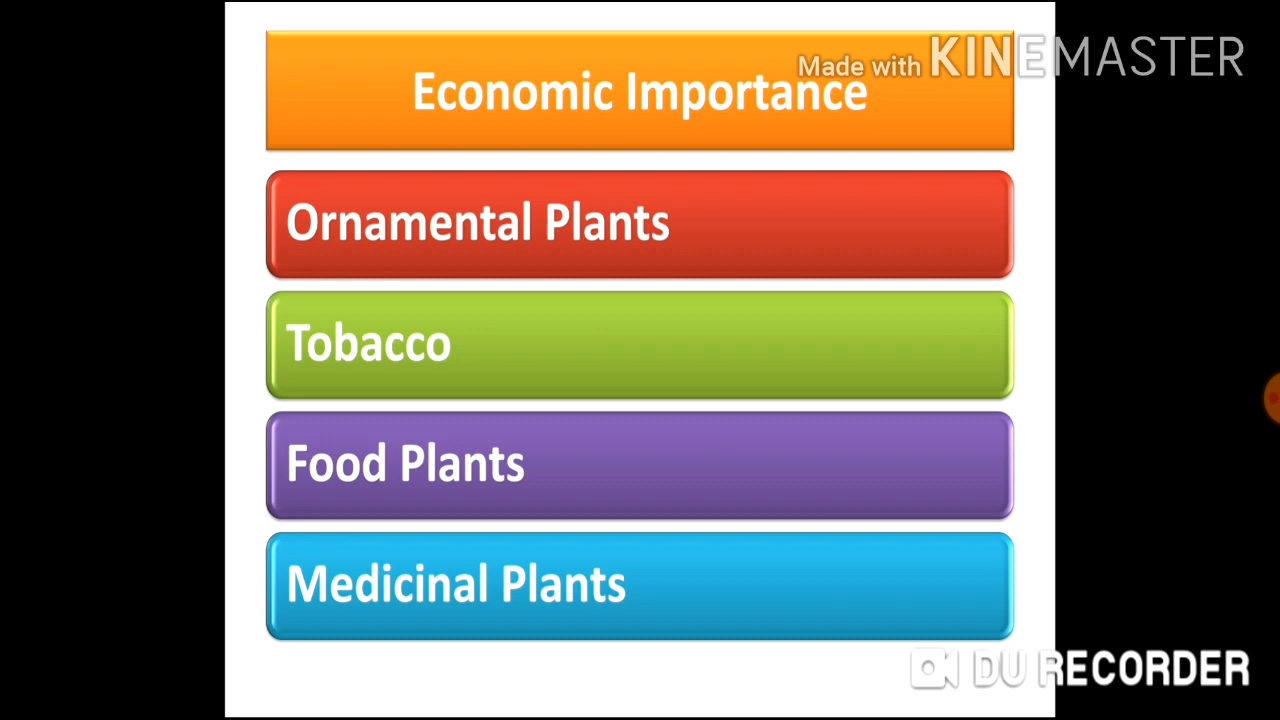 Made with KINEMASTER
Economic Importance
Ornamental Plants
Tobacco
Food Plants
Medicinal Plants
DU RECORDER